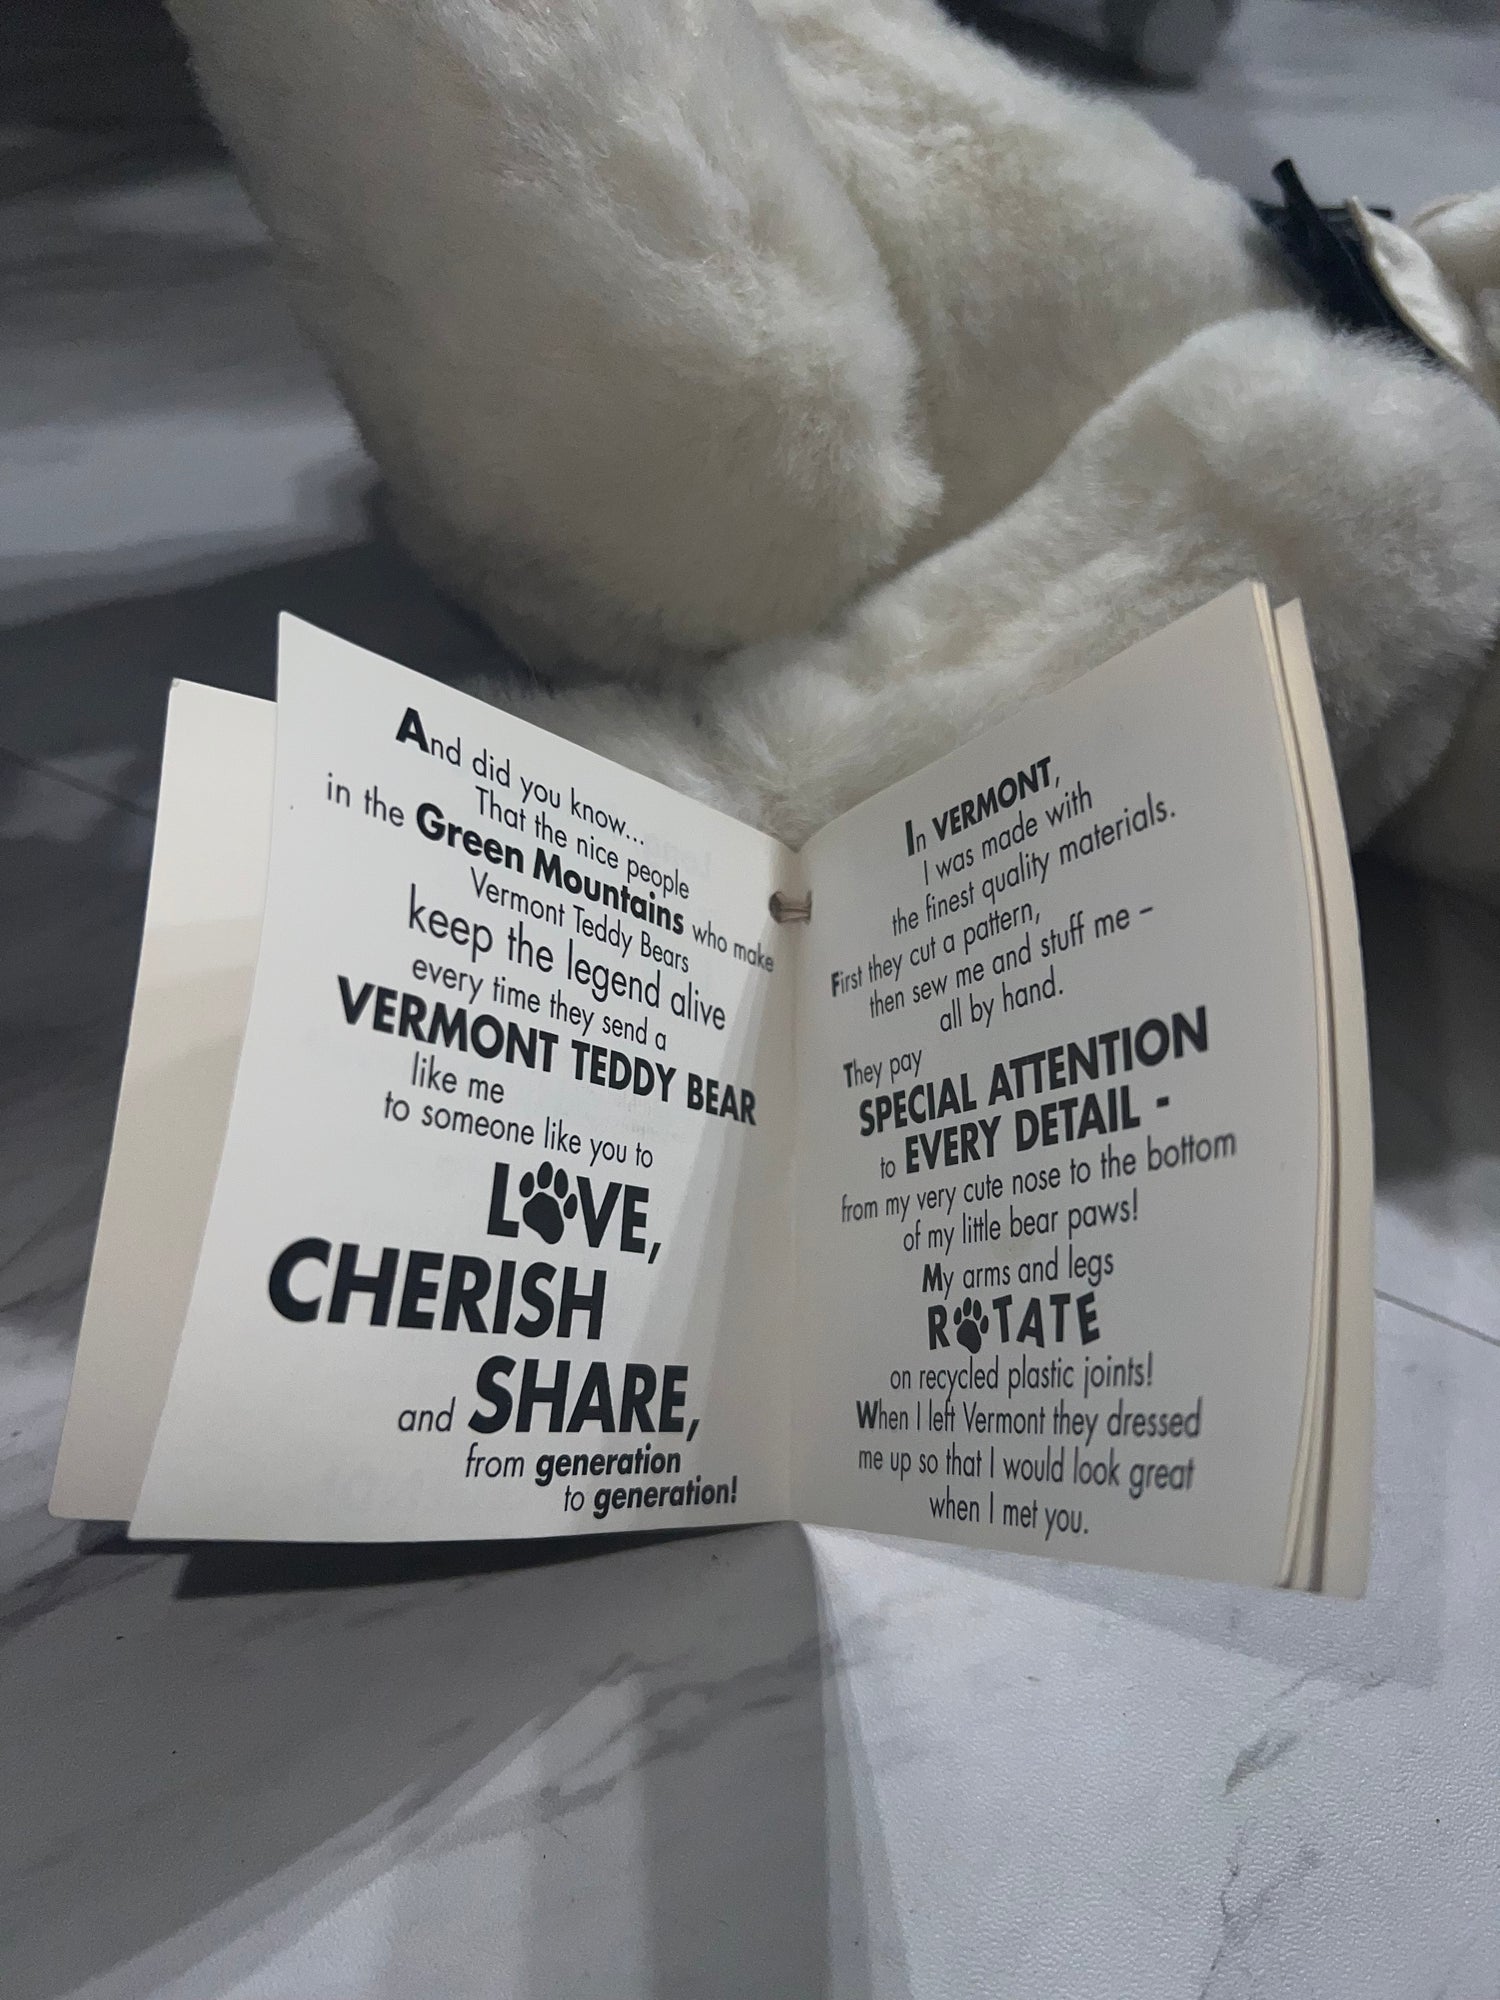 And did you know...
That the nice people
in the Green Mountains who make
Vermont Teddy Bears
keep the legend alive
every time they send a
VERMONT TEDDY BEAR
like me
to someone like you to
LOVE,
CHERISH
and SHARE,
from generation
to generation!
In VERMONT,
I was made with
the finest quality materials.
First they cut a pattern,
then sew me and stuff me –
all by hand.
They pay
SPECIAL ATTENTION
to EVERY DETAIL -
from my very cute nose to the bottom
of my little bear paws!
My arms and legs
ROTATE
on recycled plastic joints!
When I left Vermont they dressed
me up so that I would look great
when I met you.